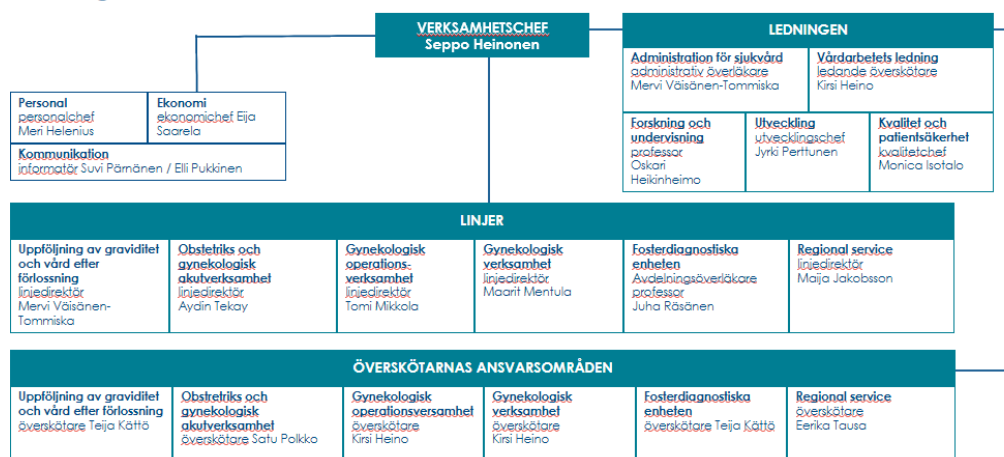 VERKSAMHETSCHEF
Seppo Heinonen
LEDNINGEN
Administration för sjukvård
administrativ överläkare
Mervi Väisänen-Tommiska
Vårdarbetets ledning
ledande överskötare
Kirsi Heino
Forskning och
undervisning
professor
Oskari
Heikinheimo
Utveckling
utvecklingschef
Jyrki Perttunen
Kvalitet och
patientsäkerhet
kvalitetchef
Monica Isotalo
Personal
personalchef
Meri Helenius
Ekonomi
ekonomichef Eija
Saarela
Kommunikation
informatör Suvi Pärnänen / Elli Pukkinen
LINJER
Uppföljning av graviditet
och vård efter
förlossning
linjedirektör
Mervi Väisänen-
Tommiska
Obstetriks och
gynekologisk
akutverksamhet
linjedirektör
Aydin Tekay
Gynekologisk
operations-
verksamhet
linjedirektör
Tomi Mikkola
Gynekologisk
verksamhet
linjedirektör
Maarit Mentula
Fosterdiagnostiska
enheten
Avdelningsöverläkare
professor
Juha Räsänen
Regional service
linjedirektör
Maija Jakobsson
ÖVERSKÖTARNAS ANSVARSOMRÅDEN
Uppföljning av graviditet
och vård efter förlossning
överskötare Teija Kättö
Obstetriks och
gynekologisk
akutverksamhet
överskötare Satu Polkko
Gynekologisk
operationsversamhet
överskötare
Kirsi Heino
Gynekologisk
verksamhet
överskötare
Kirsi Heino
Fosterdiagnostiska
enheten
överskötare Teija Kättö
Regional service
överskötare
Eerika Tausa